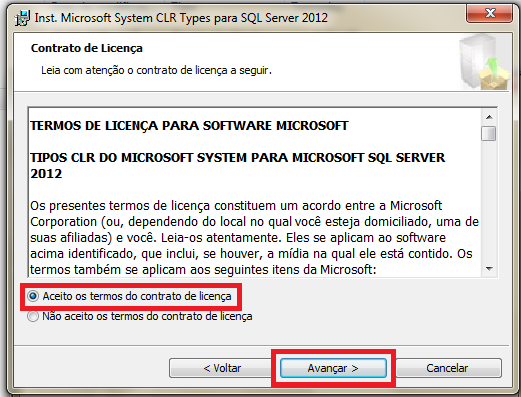 Inst. Microsoft System CLR Types para SQL Server 2012
Contrato de Licença
Leia com atenção o contrato de licença a seguir.
TERMOS DE LICENÇA PARA SOFTWARE MICROSOFT
TIPOS CLR DO MICROSOFT SYSTEM PARA MICROSOFT SQL SERVER
2012
Os presentes termos de licença constituem um acordo entre a Microsoft
Corporation (ou, dependendo do local no qual você esteja domiciliado, uma de
suas afiliadas) e você. Leia-os atentamente. Eles se aplicam ao software
acima identificado, que inclui, se houver, a mídia na qual ele está contido. Os
termos também se aplicam aos seguintes itens da Microsoft:
Aceito os termos do contrato de licença
Não aceito os termos do contrato de licença
< Voltar
Avançar >
Cancelar